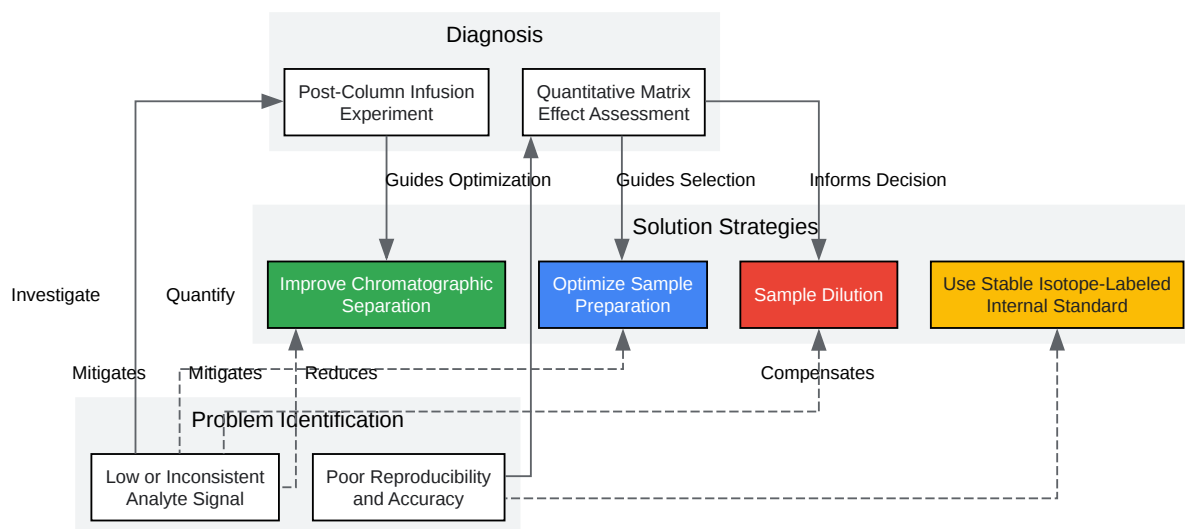 Diagnosis
Post-Column Infusion
Experiment
Quantitative Matrix
Effect Assessment
Guides Optimization
Guides Selection
Informs Decision
Solution Strategies
Improve Chromatographic
Separation
Optimize Sample
Preparation
Sample Dilution
Use Stable Isotope-Labeled
Internal Standard
Investigate
Quantify
Mitigates
Mitigates
Reduces
Compensates
Problem Identification
Low or Inconsistent
Analyte Signal
Poor Reproducibility
and Accuracy